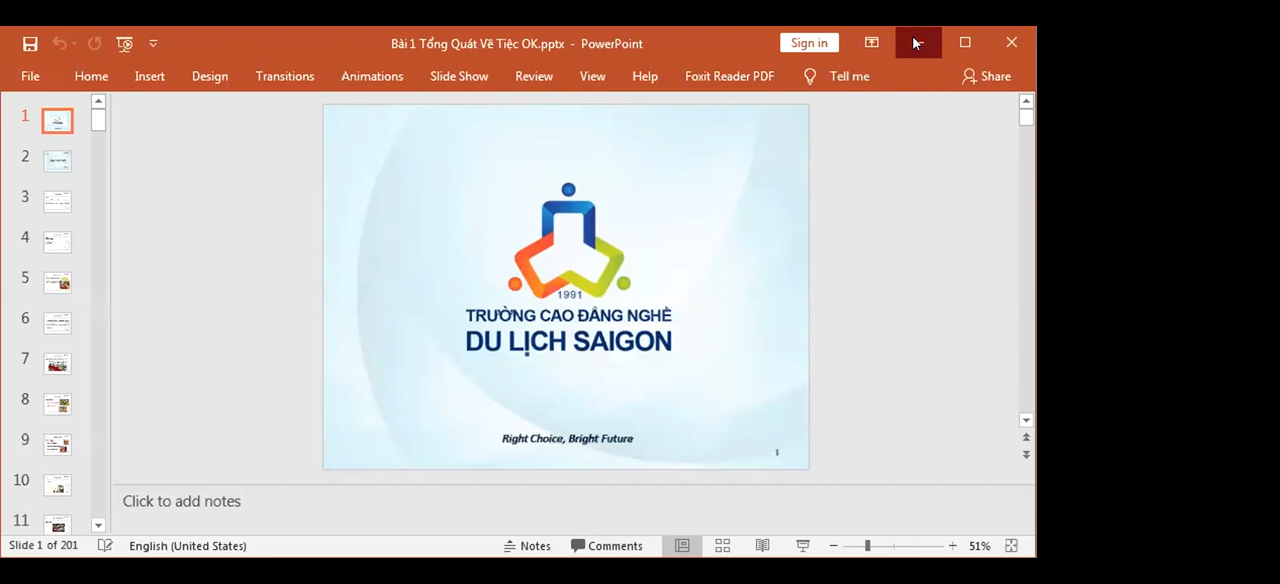 Bài 1 Tổng Quát Về Tiệc OK.pptx - PowerPoint
Sign in
File Home Insert Design Transitions Animations Slide Show Review View Help Foxit Reader PDF Tell me Share
1
2
3
4
5
6
7
8
9
10
11
1991
TRƯỜNG CAO ĐẲNG NGHỀ
DU LỊCH SAIGON
Right Choice, Bright Future
1
Click to add notes
Slide 1 of 201 English (United States) Notes Comments 51%